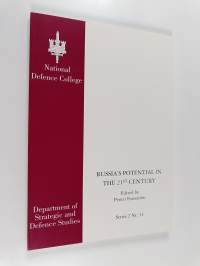 National
Defence College
RUSSIA'S POTENTIAL IN
THE 21ST CENTURY
Edited by
Series 2 No. 14
Department of
Strategic and
Defence Studies